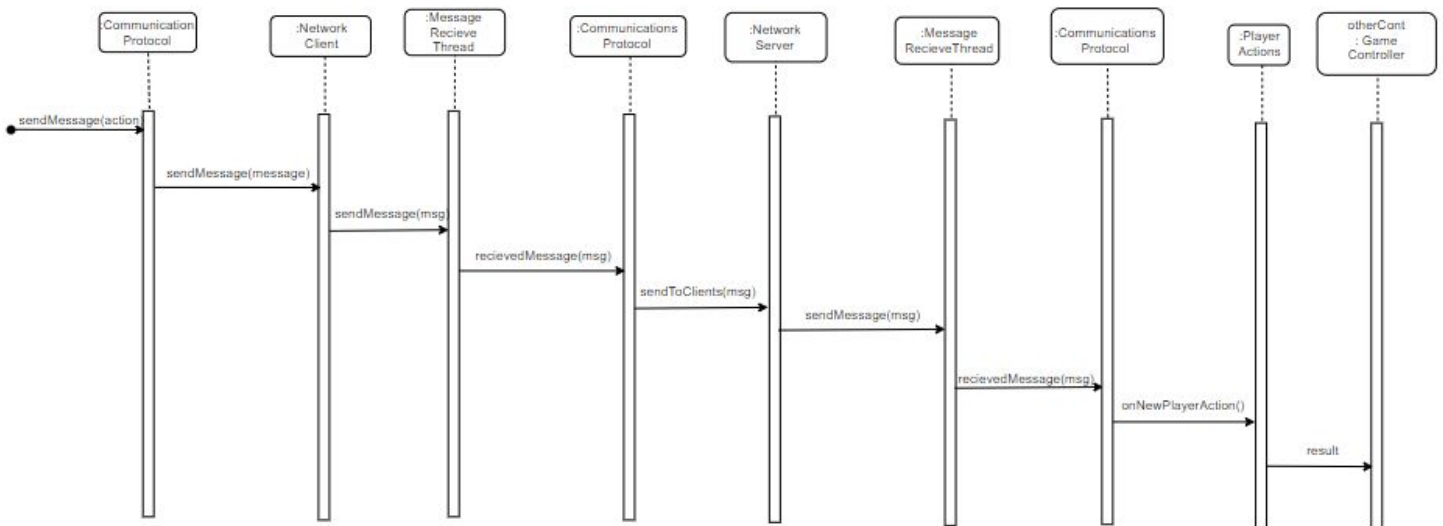 :Communication
Protocol
:Network
Client
:Message
Recieve
Thread
:Communications
Protocol
:Network
Server
:Message
RecieveThread
:Communications
Protocol
:Player
Actions
otherCont
: Game
Controller
sendMessage(action)
sendMessage(message)
sendMessage(msg)
recievedMessage(msg)
sendToClients(msg)
sendMessage(msg)
recievedMessage(msg)
onNewPlayerAction()
result